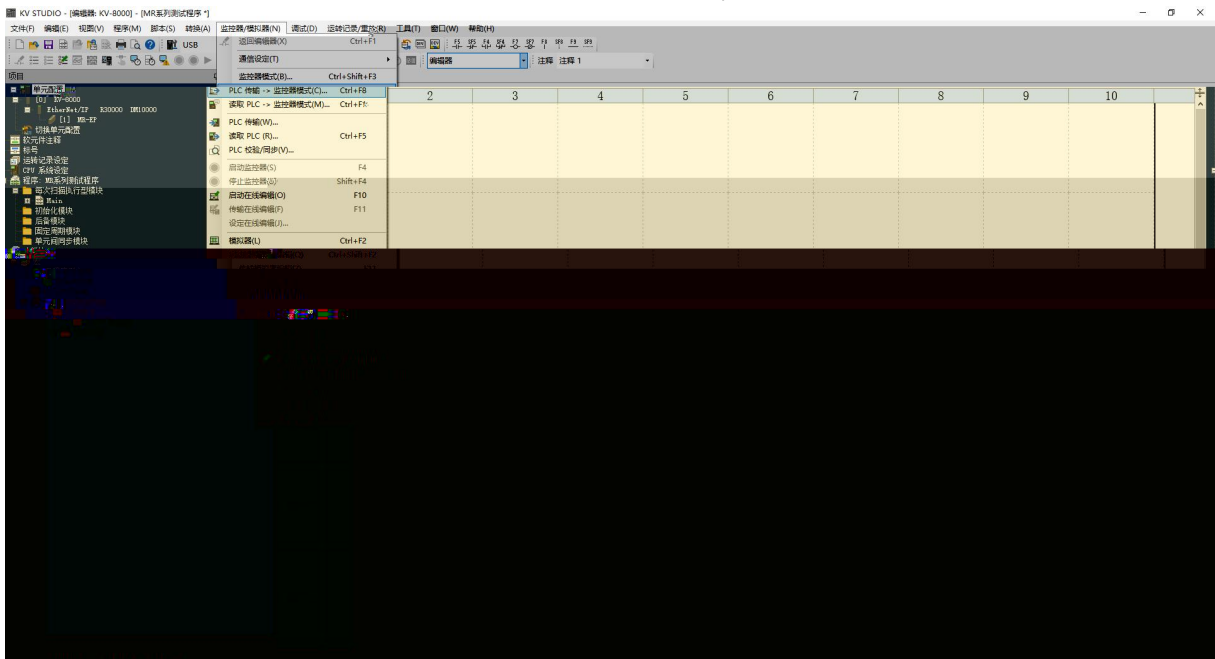 KV STUDIO - [编辑器: KV-8000] - [MR系列测试程序 *]
文件(F) 编辑(E) 视图(V) 程序(M) 脚本(S) 转换(A) 监控器/模拟器(N) 调试(D) 运转记录/重放(R) 工具(T) 窗口(W) 帮助(H)
USB
返回编辑器(X) Ctrl+F1
通信设定(T)
编辑器
注释 注释 1
项目
监控器模式(B)... Ctrl+Shift+F3
PLC 传输 -> 监控器模式(C)... Ctrl+F8
读取 PLC -> 监控器模式(M)...
PLC 传输(W)...
读取 PLC (R)... Ctrl+F5
PLC 校验/同步(V)...
启动监控器(S) F4
停止监控器 Shift+F4
启动在线编辑(O) F10
传输在线编辑(F) F11
设定在线编辑(J)...
模拟器(L) Ctrl+F2
2 3 4 5 6 7 8 9 10
单元配置
[0] KV-8000
EtherNet/IP R30000 DM10000
[1] MR-EP
切换单元配置
软元件注释
标号
运转记录设定
CPU 系统设定
程序: MR系列测试程序
每次扫描执行型模块
Main
初始化模块
后备模块
固定周期模块
单元间同步模块